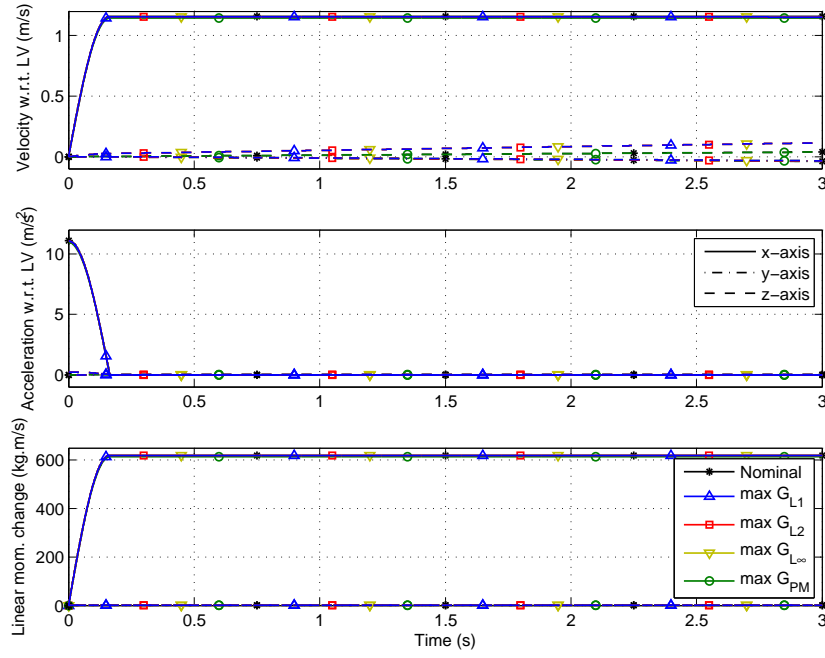 Velocity w.r.t. LV (m/s)
1
0.5
0
0 0.5 1 1.5 2 2.5 3
Acceleration w.r.t. LV (m/s²)
10
5
0
0 0.5 1 1.5 2 2.5 3
x−axis
y−axis
z−axis
Linear mom. change (kg.m/s)
600
400
200
0
0 0.5 1 1.5 2 2.5 3
Nominal
max G_L1
max G_L2
max G_L∞
max G_PM
Time (s)